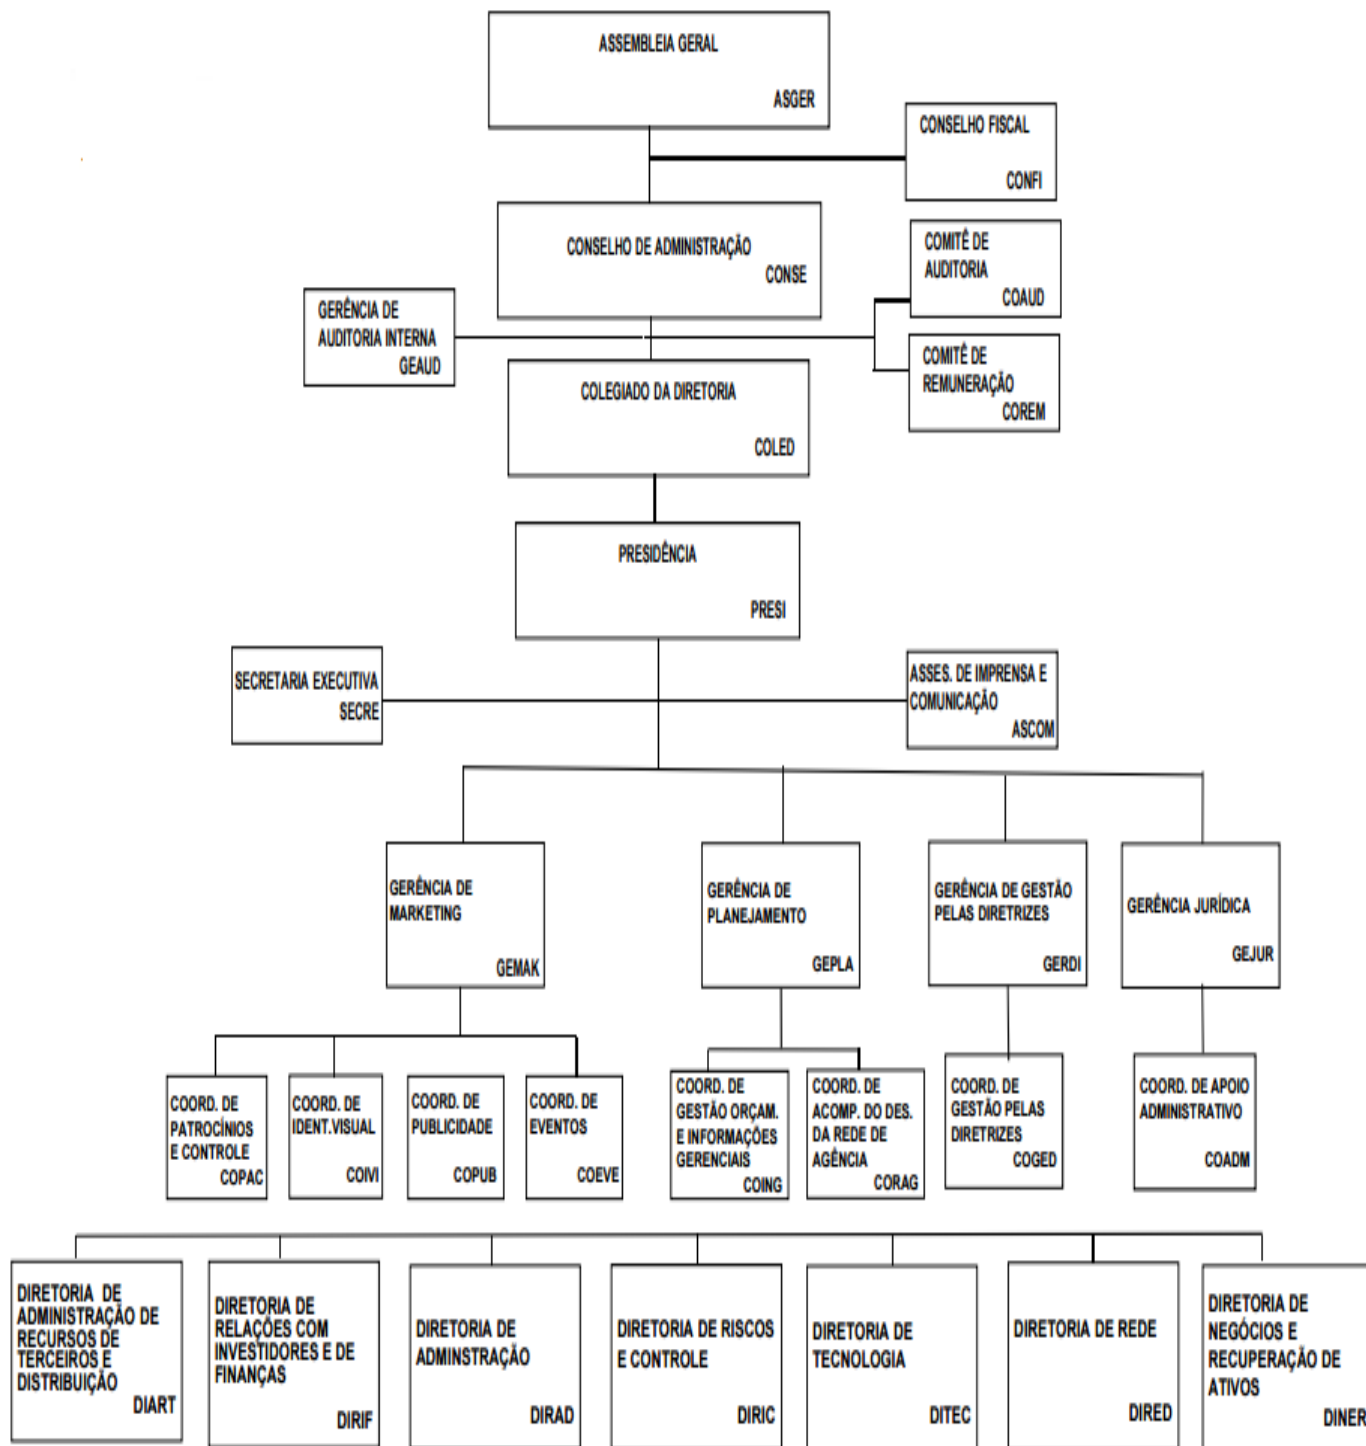 ASSEMBLEIA GERAL
ASGER
CONSELHO FISCAL
CONFI
CONSELHO DE ADMINISTRAÇÃO
CONSE
COMITÊ DE
AUDITORIA
COAUD
GERÊNCIA DE
AUDITORIA INTERNA
GEAUD
COMITÊ DE
REMUNERAÇÃO
COREM
COLEGIADO DA DIRETORIA
COLED
PRESIDÊNCIA
PRESI
SECRETARIA EXECUTIVA
SECRE
ASSES. DE IMPRENSA E
COMUNICAÇÃO
ASCOM
GERÊNCIA DE
MARKETING
GEMAK
GERÊNCIA DE
PLANEJAMENTO
GEPLA
GERÊNCIA DE GESTÃO
PELAS DIRETRIZES
GERDI
GERÊNCIA JURÍDICA
GEJUR
COORD. DE
PATROCÍNIOS
E CONTROLE
COPAC
COORD. DE
IDENT.VISUAL
COIVI
COORD. DE
PUBLICIDADE
COPUB
COORD. DE
EVENTOS
COEVE
COORD. DE
GESTÃO ORÇAM.
E INFORMAÇÕES
GERENCIAIS
COING
COORD. DE
ACOMP. DO DES.
DA REDE DE
AGÊNCIA
CORAG
COORD. DE
GESTÃO PELAS
DIRETRIZES
COGED
COORD. DE APOIO
ADMINISTRATIVO
COADM
DIRETORIA DE
ADMINISTRAÇÃO DE
RECURSOS DE
TERCEIROS E
DISTRIBUIÇÃO
DIART
DIRETORIA DE
RELAÇÕES COM
INVESTIDORES E DE
FINANÇAS
DIRIF
DIRETORIA DE
ADMINSTRAÇÃO
DIRAD
DIRETORIA DE RISCOS
E CONTROLE
DIRIC
DIRETORIA DE
TECNOLOGIA
DITEC
DIRETORIA DE REDE
DIRED
DIRETORIA DE
NEGÓCIOS E
RECUPERAÇÃO DE
ATIVOS
DINER